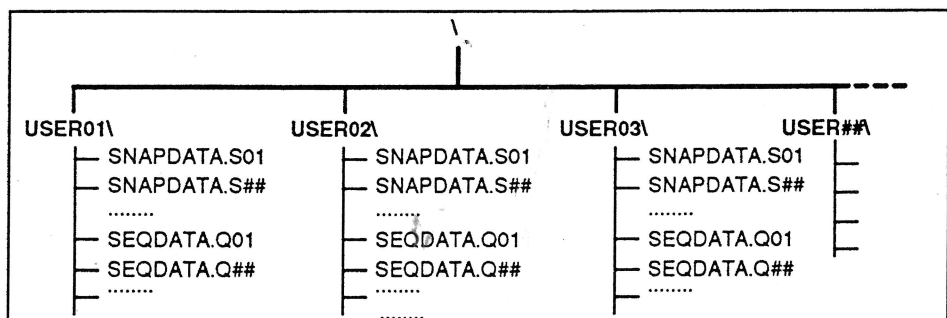 \
USER01\ USER02\ USER03\ USER##\
SNAPDATA.S01 SNAPDATA.S01 SNAPDATA.S01
SNAPDATA.S## SNAPDATA.S## SNAPDATA.S##
........ ........ ........
SEQDATA.Q01 SEQDATA.Q01 SEQDATA.Q01
SEQDATA.Q## SEQDATA.Q## SEQDATA.Q##
........ ........ ........
........